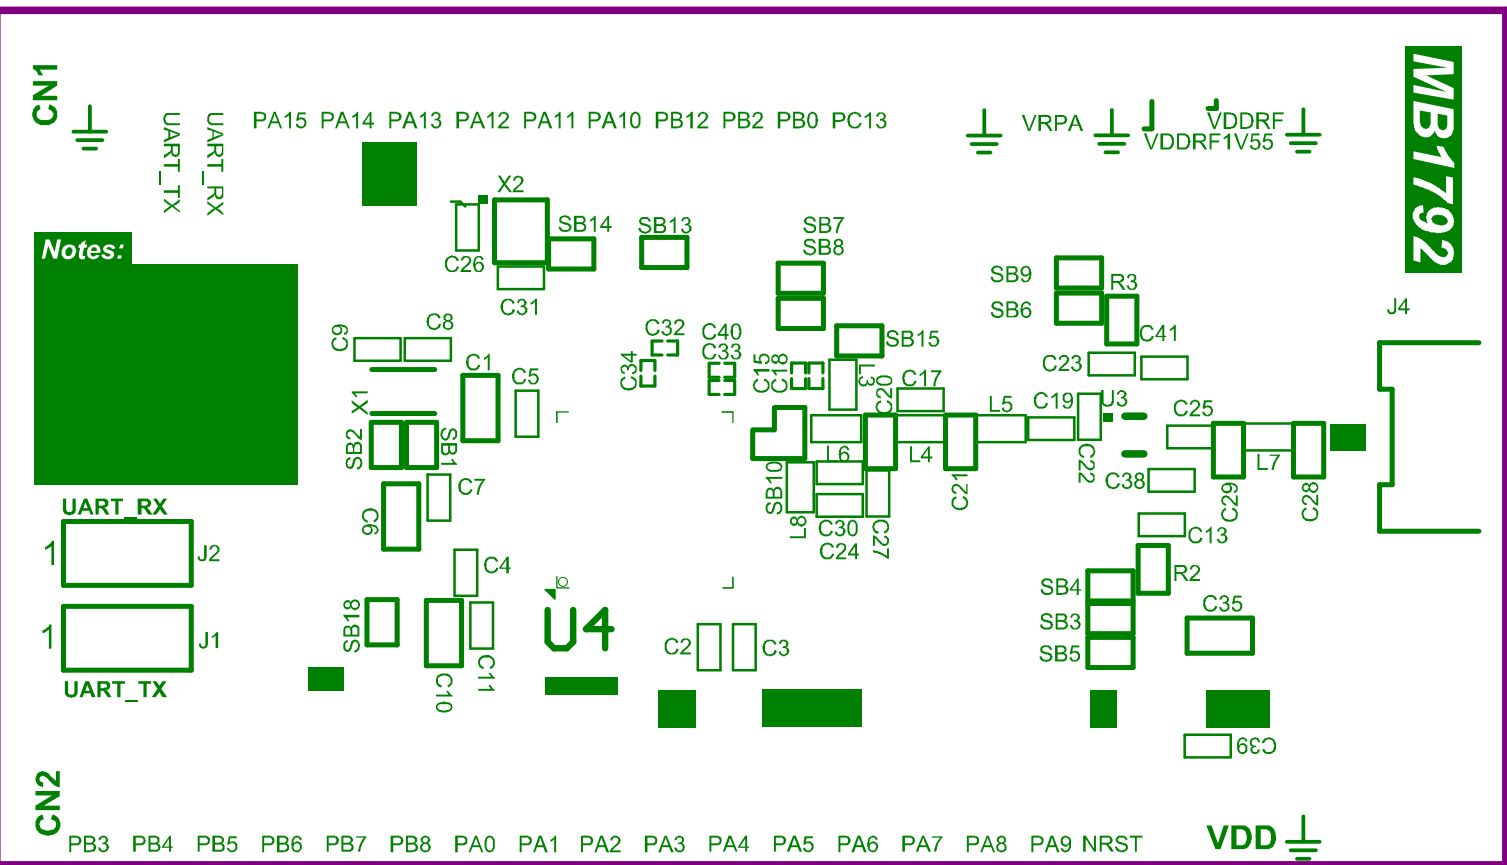 CN1
UART_TX
UART_RX
PA15 PA14 PA13 PA12 PA11 PA10 PB12 PB2 PB0 PC13
VRPA
VDDRF
VDDRF1V55
MB1792
X2
SB14
SB13
SB7
SB8
Notes:
C26
C31
SB9
R3
SB6
J4
C9
C8
C32
C40
C33
SB15
C41
C34
C15
C18
C23
C1
C5
L3
C20
C17
X1
L5
C19
U3
C25
SB2
SB1
L6
L4
C22
L7
C7
SB10
C21
C38
C29
C28
UART_RX
C6
L8
C30
C24
C27
C13
1
J2
C4
R2
SB4
1
J1
SB18
U4
C2
C3
SB3
SB5
C35
UART_TX
C10
C11
C39
CN2
PB3 PB4 PB5 PB6 PB7 PB8 PA0 PA1 PA2 PA3 PA4 PA5 PA6 PA7 PA8 PA9 NRST VDD